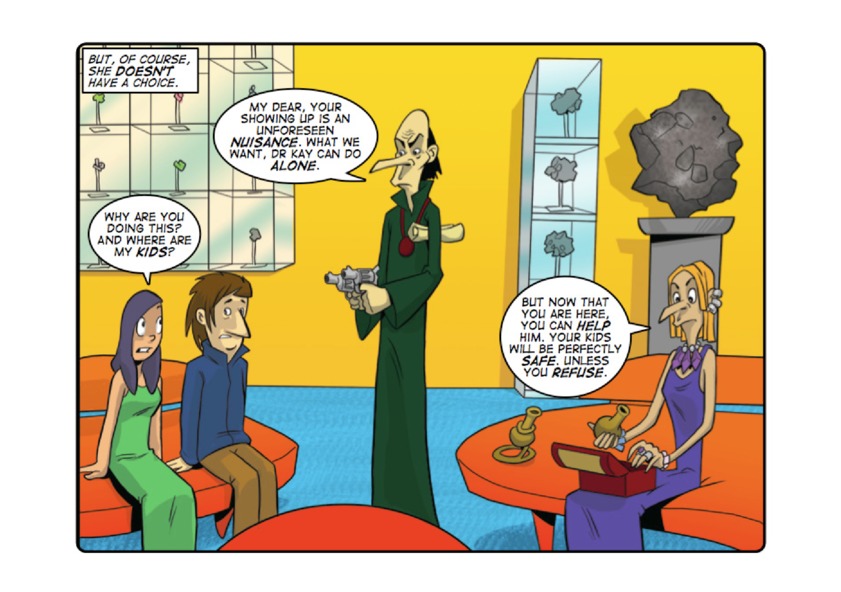 BUT, OF COURSE,
SHE DOESN'T
HAVE A CHOICE.
MY DEAR, YOUR
SHOWING UP IS AN
UNFORESEEN
NUISANCE. WHAT WE
WANT, DR KAY CAN DO
ALONE.
WHY ARE YOU
DOING THIS?
AND WHERE ARE
MY KIDS?
BUT NOW THAT
YOU ARE HERE,
YOU CAN HELP
HIM. YOUR KIDS
WILL BE PERFECTLY
SAFE. UNLESS
YOU REFUSE.